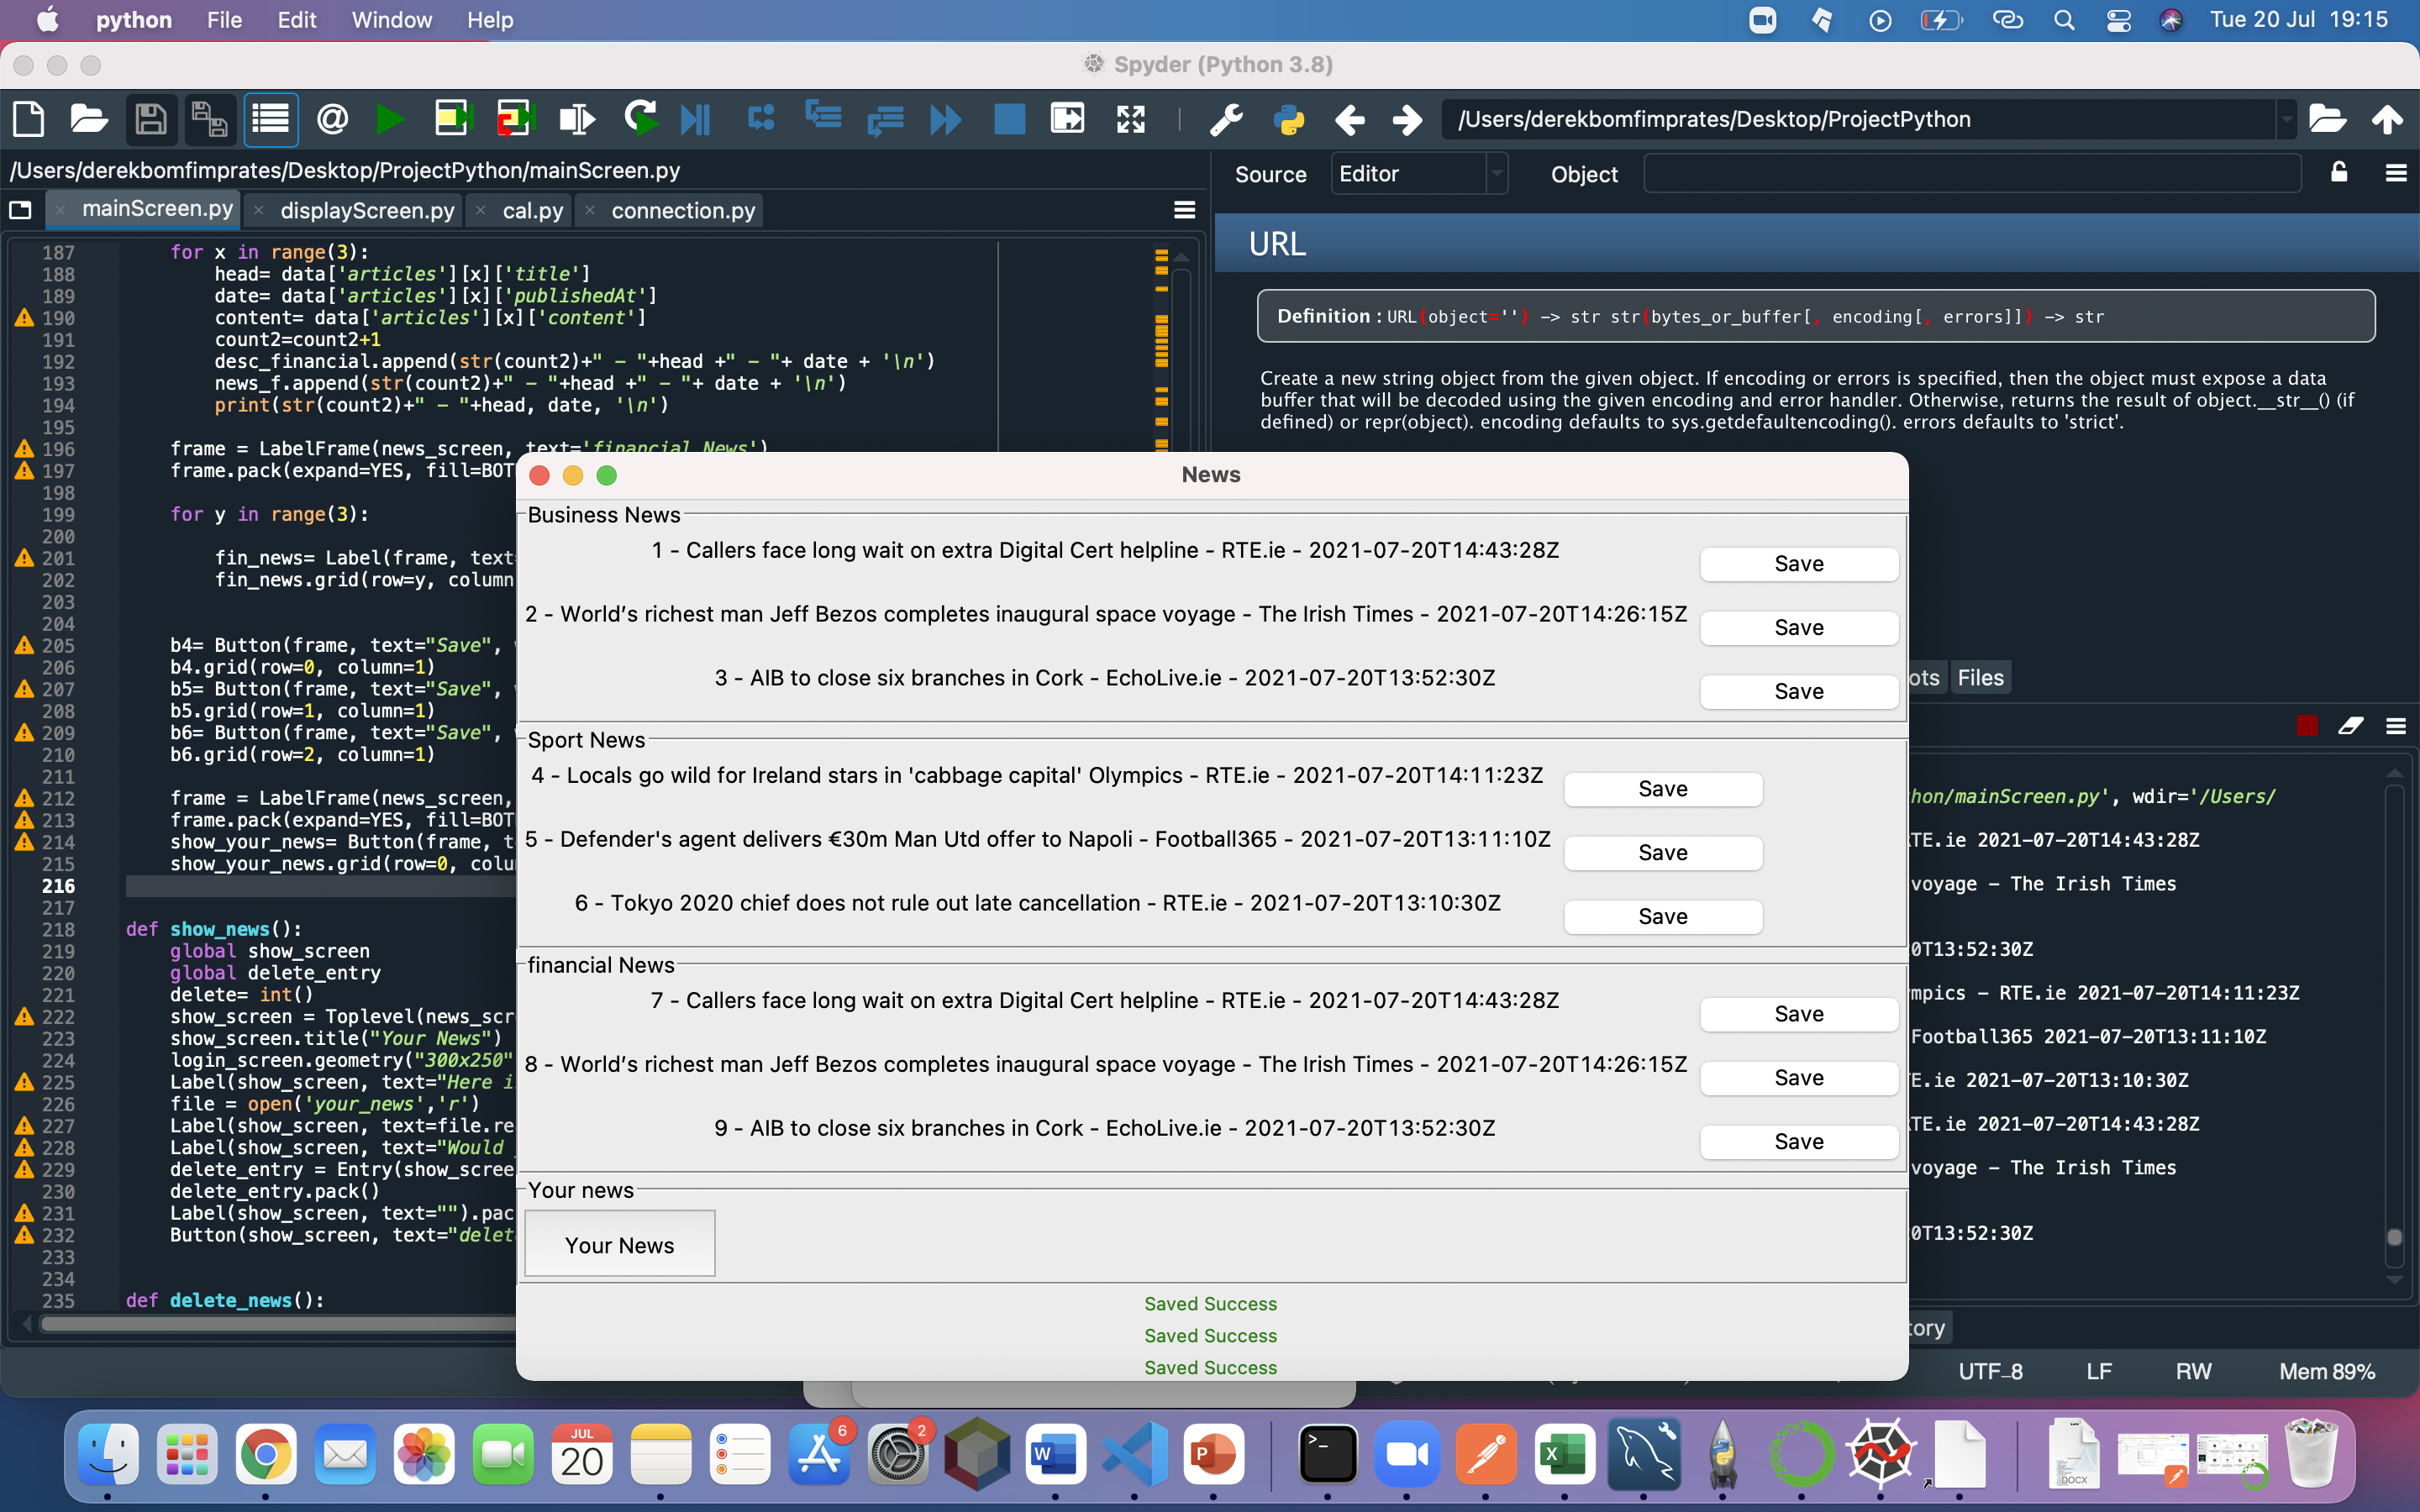 python File Edit Window Help Tue 20 Jul 19:15
Spyder (Python 3.8)
/Users/derekbomfimprates/Desktop/ProjectPython
/Users/derekbomfimprates/Desktop/ProjectPython/mainScreen.py
Source Editor Object
mainScreen.py displayScreen.py cal.py connection.py
187 for x in range(3):
188 head= data['articles'][x]['title']
189 date= data['articles'][x]['publishedAt']
190 content= data['articles'][x]['content']
191 count2=count2+1
192 desc_financial.append(str(count2)+" - "+head +" - "+ date + '\n')
193 news_f.append(str(count2)+" - "+head +" - "+ date + '\n')
194 print(str(count2)+" - "+head, date, '\n')
195
196 frame = LabelFrame(news_screen, text='financial News')
197 frame.pack(expand=YES, fill=BOT
198
199 for y in range(3):
200
201 fin_news= Label(frame, text
202 fin_news.grid(row=y, column
203
204
205 b4= Button(frame, text="Save",
206 b4.grid(row=0, column=1)
207 b5= Button(frame, text="Save",
208 b5.grid(row=1, column=1)
209 b6= Button(frame, text="Save",
210 b6.grid(row=2, column=1)
211
212 frame = LabelFrame(news_screen,
213 frame.pack(expand=YES, fill=BOT
214 show_your_news= Button(frame, t
215 show_your_news.grid(row=0, colu
216
217
218 def show_news():
219 global show_screen
220 global delete_entry
221 delete= int()
222 show_screen = Toplevel(news_scr
223 show_screen.title("Your News")
224 login_screen.geometry("300x250"
225 Label(show_screen, text="Here i
226 file = open('your_news','r')
227 Label(show_screen, text=file.re
228 Label(show_screen, text="Would
229 delete_entry = Entry(show_scree
230 delete_entry.pack()
231 Label(show_screen, text="").pac
232 Button(show_screen, text="delet
233
234
235 def delete_news():
URL
Definition : URL(object='') -> str str(bytes_or_buffer[, encoding[, errors]]) -> str
Create a new string object from the given object. If encoding or errors is specified, then the object must expose a data
buffer that will be decoded using the given encoding and error handler. Otherwise, returns the result of object.__str__() (if
defined) or repr(object). encoding defaults to sys.getdefaultencoding(). errors defaults to 'strict'.
News
Business News
1 - Callers face long wait on extra Digital Cert helpline - RTE.ie - 2021-07-20T14:43:28Z Save
2 - World’s richest man Jeff Bezos completes inaugural space voyage - The Irish Times - 2021-07-20T14:26:15Z Save
3 - AIB to close six branches in Cork - EchoLive.ie - 2021-07-20T13:52:30Z Save
Sport News
4 - Locals go wild for Ireland stars in 'cabbage capital' Olympics - RTE.ie - 2021-07-20T14:11:23Z Save
5 - Defender's agent delivers €30m Man Utd offer to Napoli - Football365 - 2021-07-20T13:11:10Z Save
6 - Tokyo 2020 chief does not rule out late cancellation - RTE.ie - 2021-07-20T13:10:30Z Save
financial News
7 - Callers face long wait on extra Digital Cert helpline - RTE.ie - 2021-07-20T14:43:28Z Save
8 - World’s richest man Jeff Bezos completes inaugural space voyage - The Irish Times - 2021-07-20T14:26:15Z Save
9 - AIB to close six branches in Cork - EchoLive.ie - 2021-07-20T13:52:30Z Save
Your news
Your News
Saved Success
Saved Success
Saved Success
ots Files
hon/mainScreen.py', wdir='/Users/
TE.ie 2021-07-20T14:43:28Z
voyage - The Irish Times
0T13:52:30Z
mpics - RTE.ie 2021-07-20T14:11:23Z
Football365 2021-07-20T13:11:10Z
E.ie 2021-07-20T13:10:30Z
TE.ie 2021-07-20T14:43:28Z
voyage - The Irish Times
0T13:52:30Z
tory
UTF-8 LF RW Mem 89%
JUL
20
6
2
W
P
X
DOCX